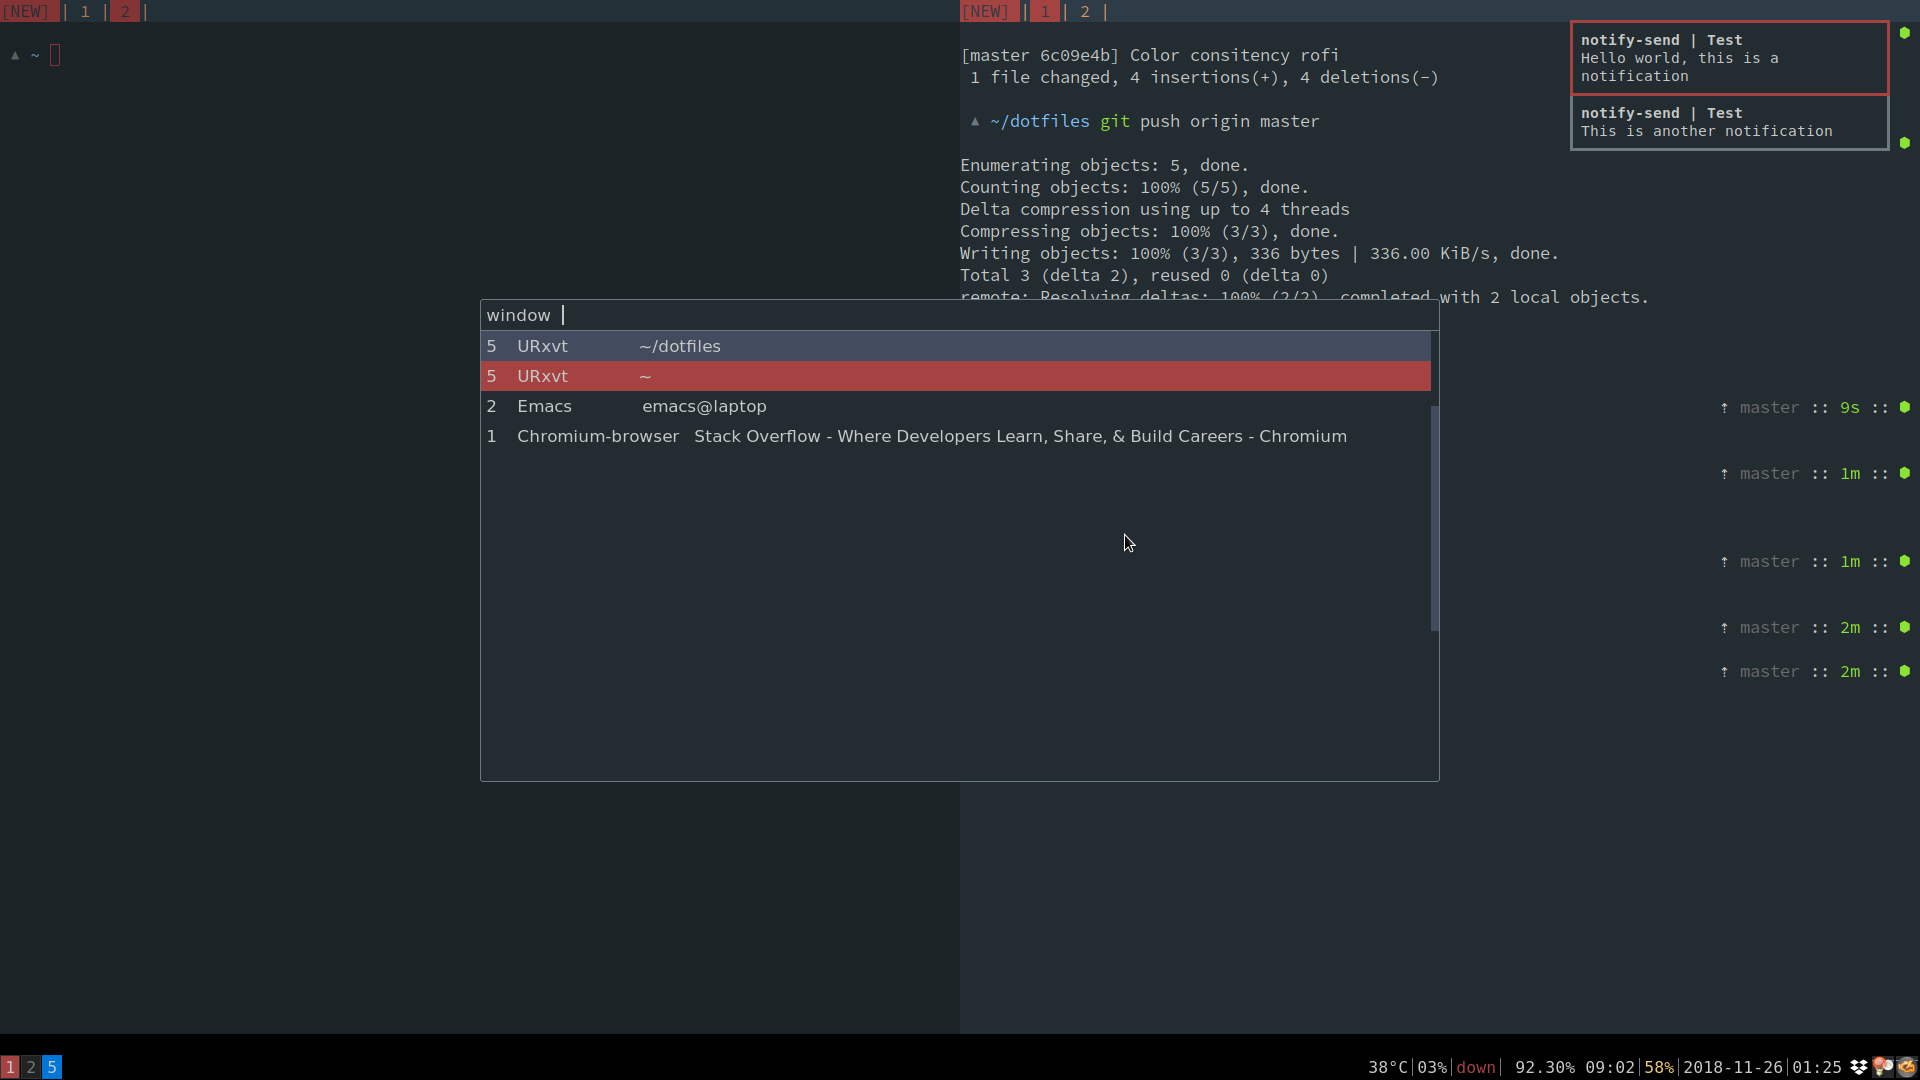 [NEW] | 1 | 2 |
▲ ~
[NEW] | 1 | 2 |
[master 6c09e4b] Color consitency rofi
1 file changed, 4 insertions(+), 4 deletions(-)
▲ ~/dotfiles git push origin master
Enumerating objects: 5, done.
Counting objects: 100% (5/5), done.
Delta compression using up to 4 threads
Compressing objects: 100% (3/3), done.
Writing objects: 100% (3/3), 336 bytes | 336.00 KiB/s, done.
Total 3 (delta 2), reused 0 (delta 0)
remote: Resolving deltas: 100% (2/2), completed with 2 local objects.
notify-send | Test
Hello world, this is a
notification
notify-send | Test
This is another notification
window
5 URxvt ~/dotfiles
5 URxvt ~
2 Emacs emacs@laptop
1 Chromium-browser Stack Overflow - Where Developers Learn, Share, & Build Careers - Chromium
↑ master :: 9s ::
↑ master :: 1m ::
↑ master :: 1m ::
↑ master :: 2m ::
↑ master :: 2m ::
1 2 5
38°C|03%|down| 92.30% 09:02|58%|2018-11-26|01:25